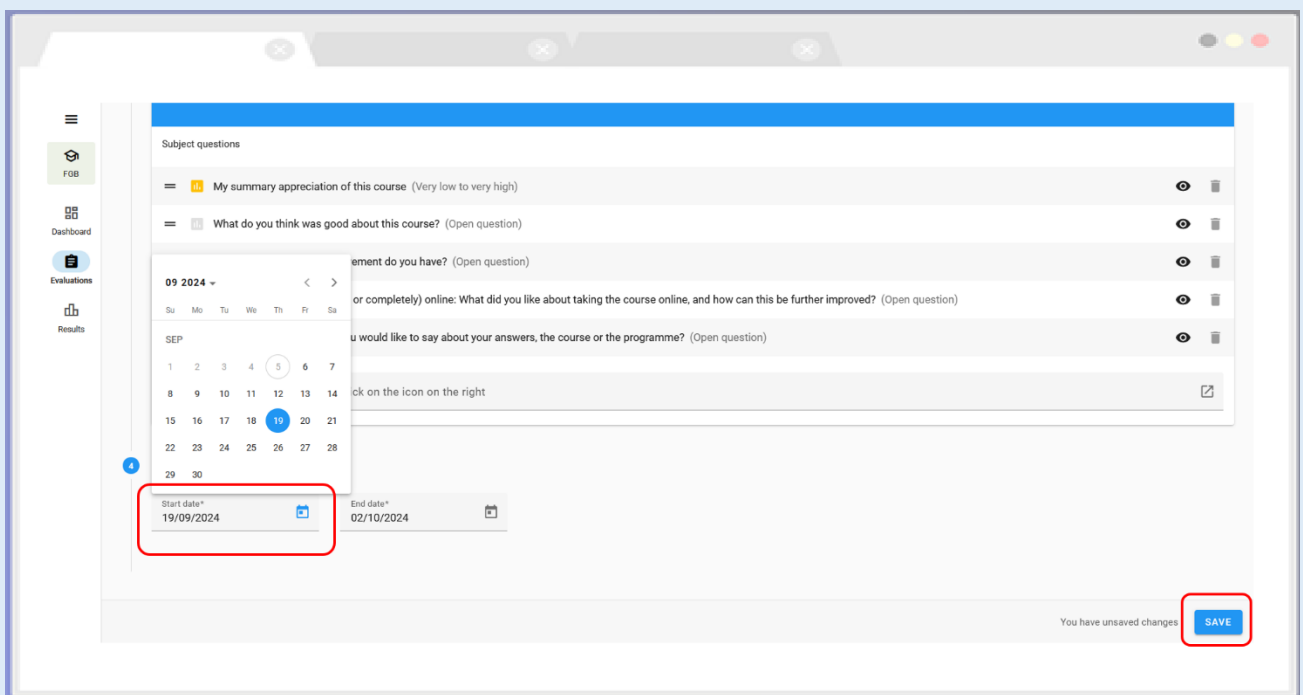 FGB
Dashboard
Evaluations
Results
Subject questions
My summary appreciation of this course (Very low to very high)
What do you think was good about this course? (Open question)
ement do you have? (Open question)
or completely) online: What did you like about taking the course online, and how can this be further improved? (Open question)
u would like to say about your answers, the course or the programme? (Open question)
ck on the icon on the right
09 2024
Su Mo Tu We Th Fr Sa
SEP
1 2 3 4 5 6 7
8 9 10 11 12 13 14
15 16 17 18 19 20 21
22 23 24 25 26 27 28
29 30
4
Start date*
19/09/2024
End date*
02/10/2024
You have unsaved changes
SAVE